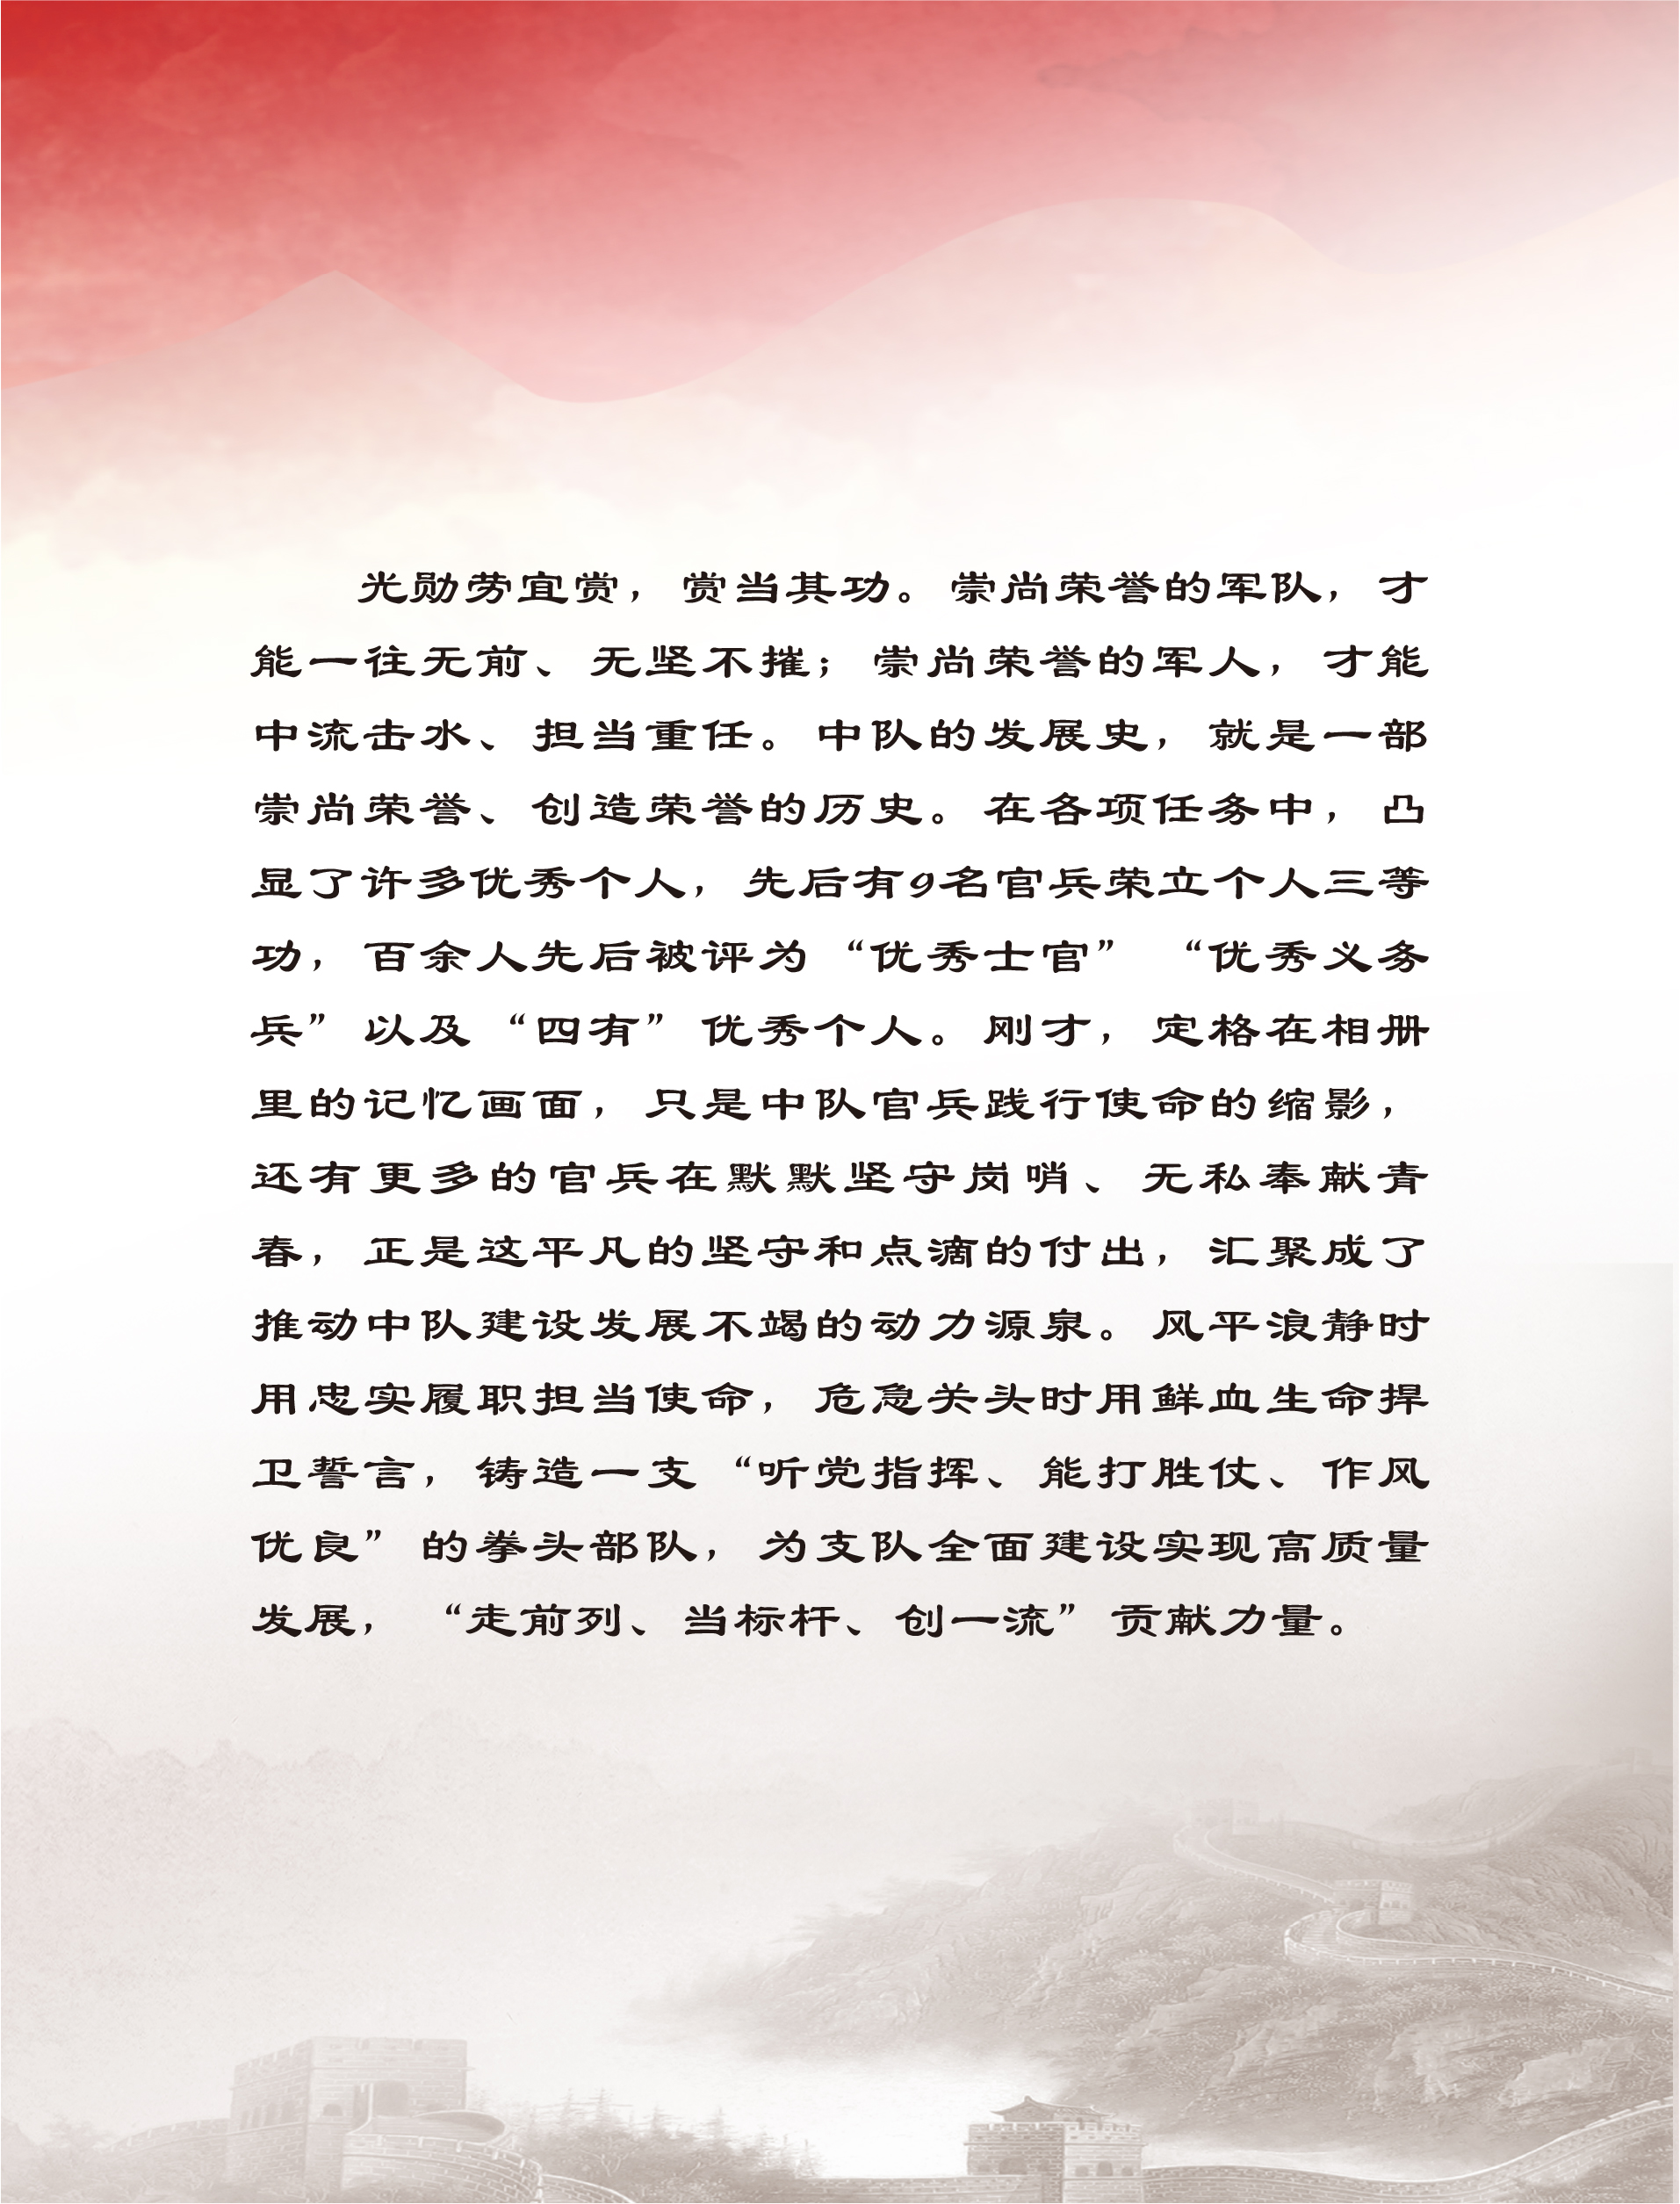 光勋劳宜赏，赏当其功。崇尚荣誉的军队，才
能一往无前、无坚不摧；崇尚荣誉的军人，才能
中流击水、担当重任。中队的发展史，就是一部
崇尚荣誉、创造荣誉的历史。在各项任务中，凸
显了许多优秀个人，先后有9名官兵荣立个人三等
功，百余人先后被评为“优秀士官”“优秀义务
兵”以及“四有”优秀个人。刚才，定格在相册
里的记忆画面，只是中队官兵践行使命的缩影，
还有更多的官兵在默默坚守岗哨、无私奉献青
春，正是这平凡的坚守和点滴的付出，汇聚成了
推动中队建设发展不竭的动力源泉。风平浪静时
用忠实履职担当使命，危急关头时用鲜血生命捍
卫誓言，铸造一支“听党指挥、能打胜仗、作风
优良”的拳头部队，为支队全面建设实现高质量
发展，“走前列、当标杆、创一流”贡献力量。